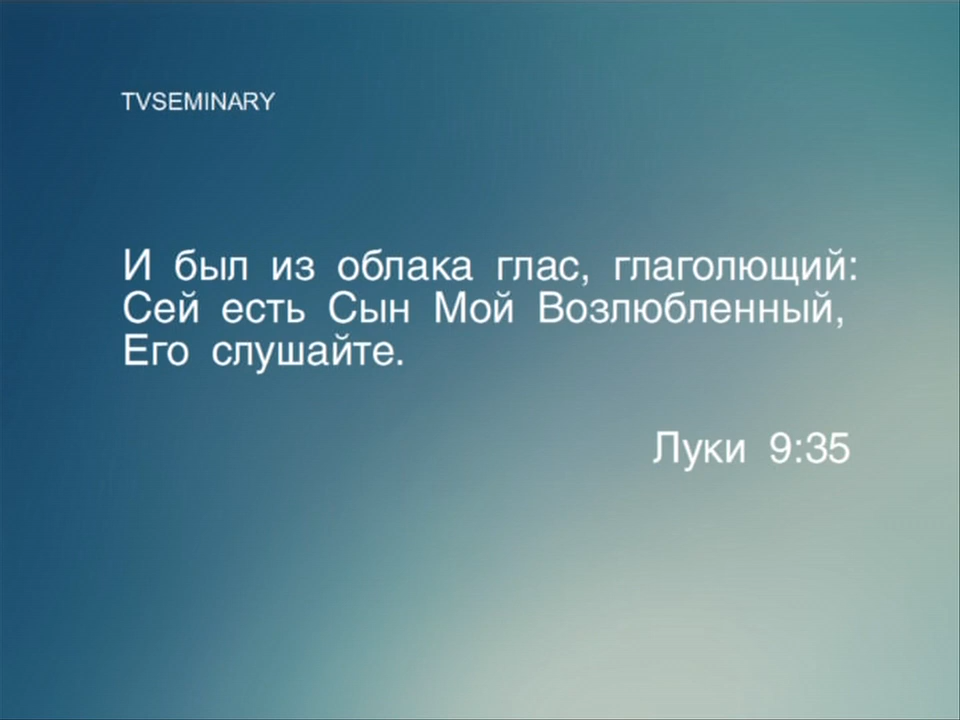 TVSEMINARY
И был из облака глас, глаголющий:
Сей есть Сын Мой Возлюбленный,
Его слушайте.
Луки 9:35